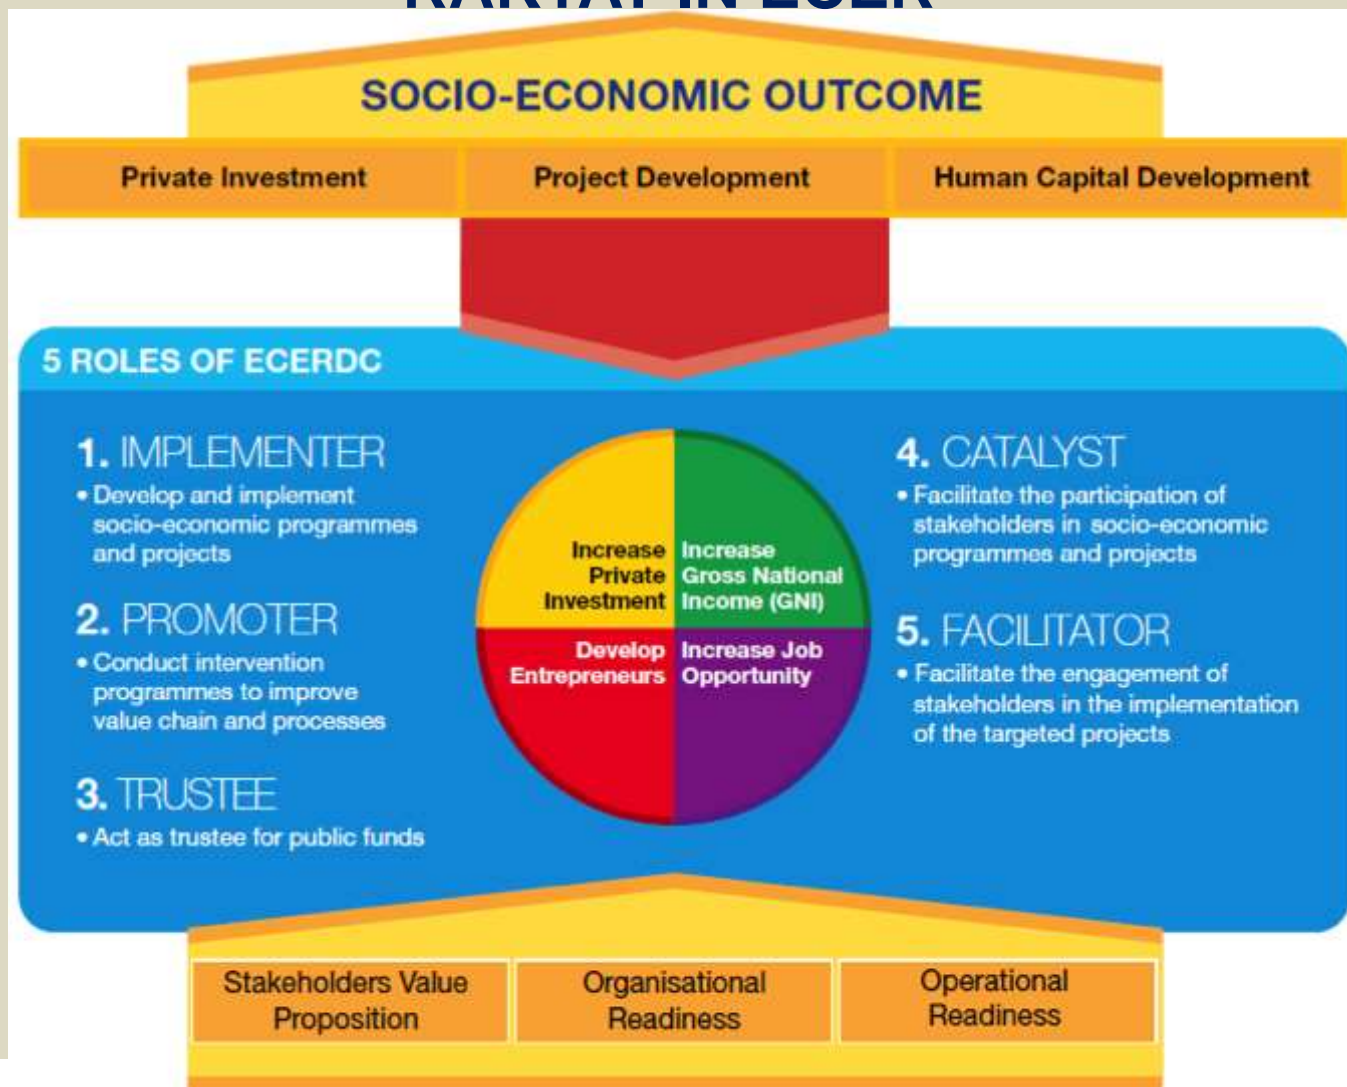 RAKYAT IN ECER
SOCIO-ECONOMIC OUTCOME
Private Investment
Project Development
Human Capital Development
5 ROLES OF ECERDC
1. IMPLEMENTER
• Develop and implement
socio-economic programmes
and projects
2. PROMOTER
• Conduct intervention
programmes to improve
value chain and processes
3. TRUSTEE
• Act as trustee for public funds
Increase
Private
Investment
Increase
Gross National
Income (GNI)
Develop
Entrepreneurs
Increase Job
Opportunity
4. CATALYST
• Facilitate the participation of
stakeholders in socio-economic
programmes and projects
5. FACILITATOR
• Facilitate the engagement of
stakeholders in the implementation
of the targeted projects
Stakeholders Value
Proposition
Organisational
Readiness
Operational
Readiness